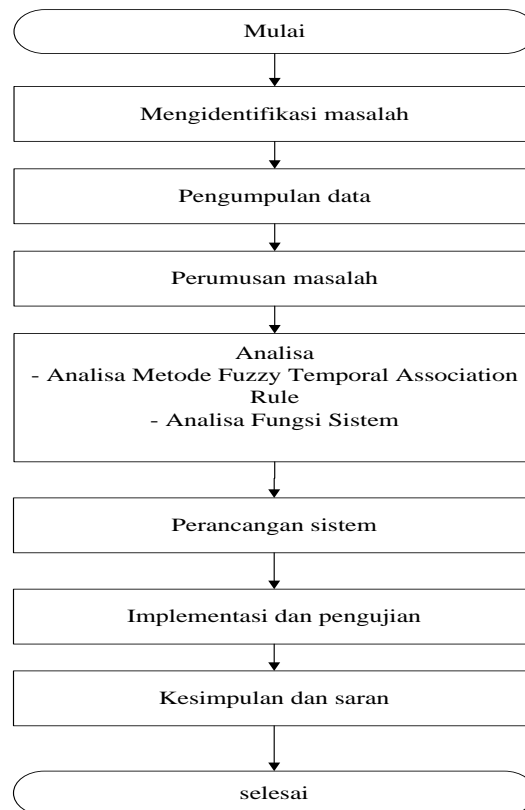 Mulai
Mengidentifikasi masalah
Pengumpulan data
Perumusan masalah
Analisa
- Analisa Metode Fuzzy Temporal Association
Rule
- Analisa Fungsi Sistem
Perancangan sistem
Implementasi dan pengujian
Kesimpulan dan saran
selesai